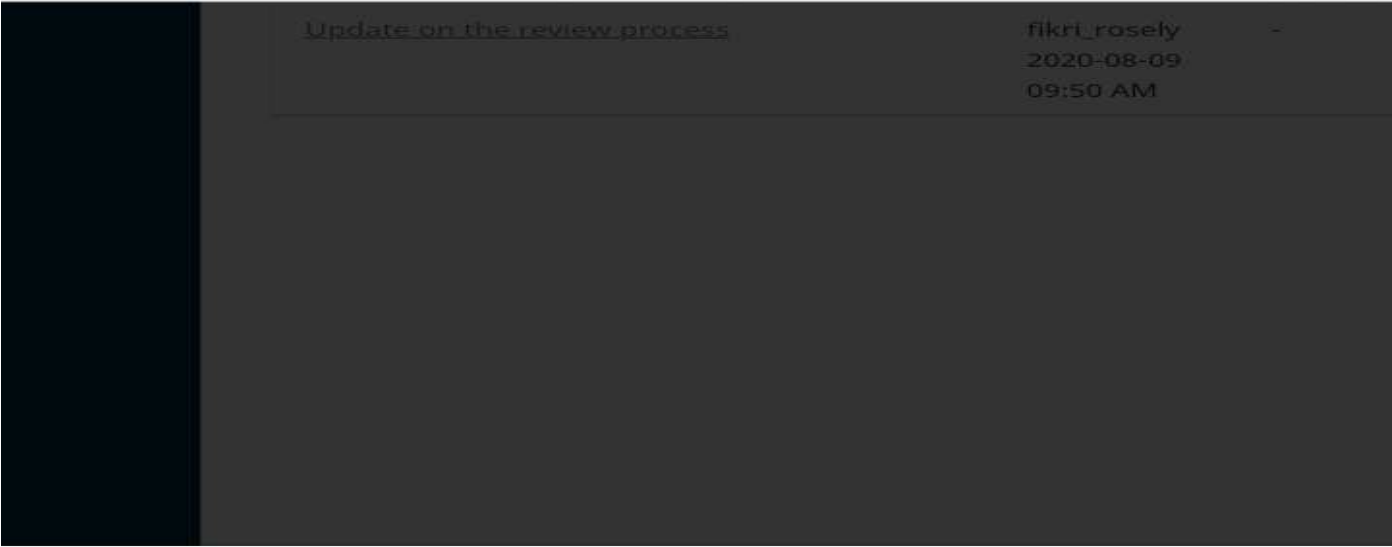 Update on the review process
fikri_rosely
-
2020-08-09
09:50 AM